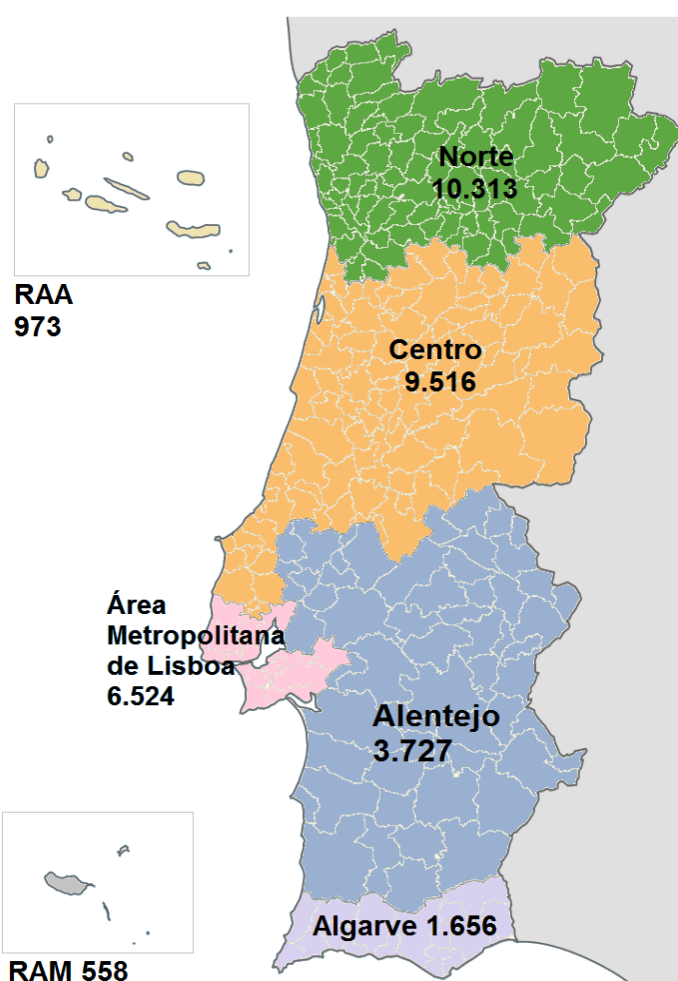 Norte
10.313
RAA
973
Centro
9.516
Área
Metropolitana
de Lisboa
6.524
Alentejo
3.727
Algarve 1.656
RAM 558